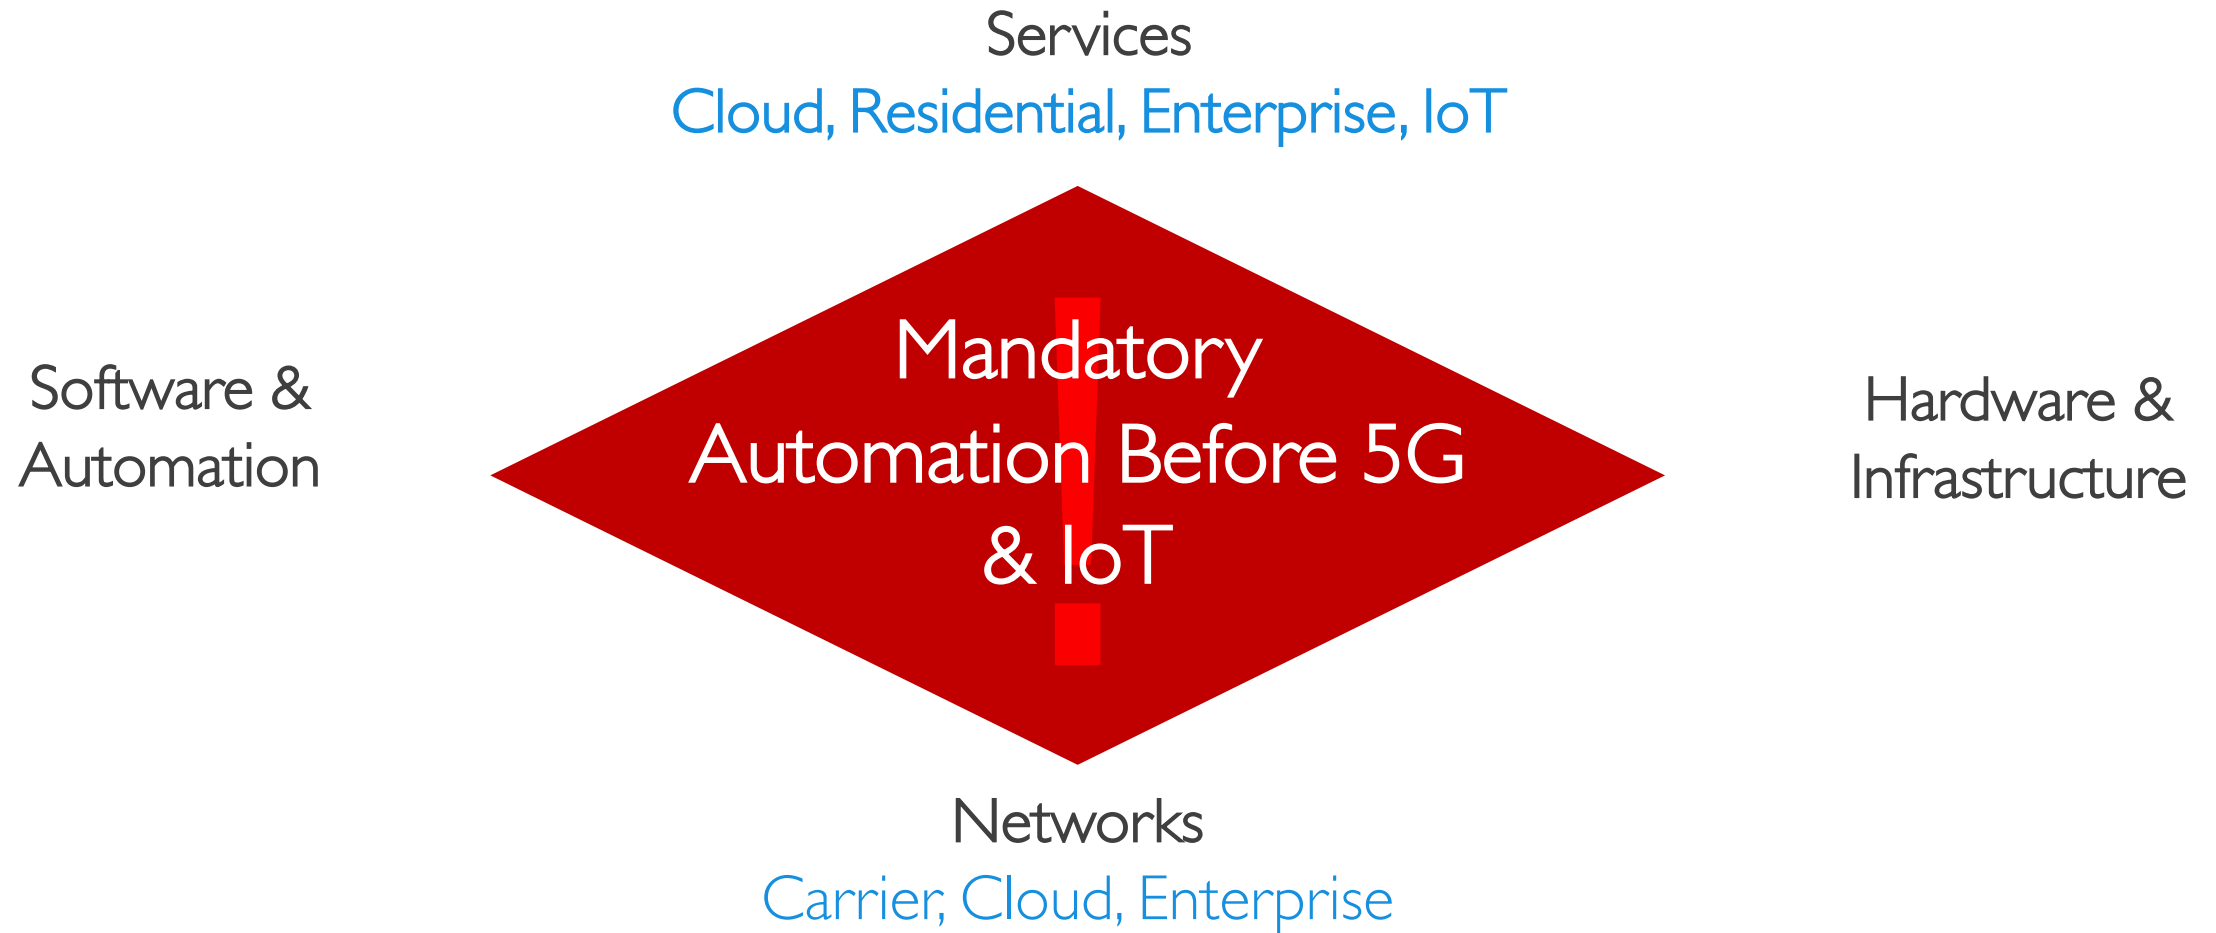 Services
Cloud, Residential, Enterprise, IoT
Mandatory
Automation Before 5G
& IoT
Software &
Automation
Hardware &
Infrastructure
Networks
Carrier, Cloud, Enterprise